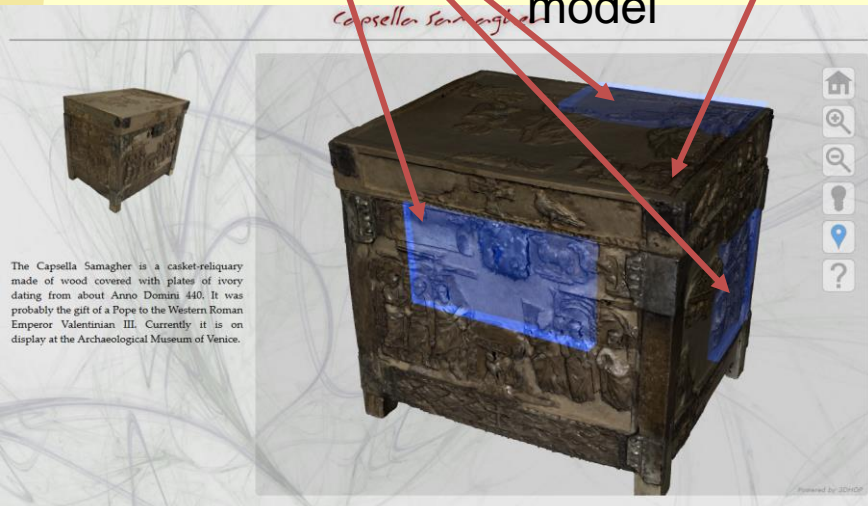 Capsella Samagher
model
The Capsella Samagher is a casket-reliquary
made of wood covered with plates of ivory
dating from about Anno Domini 440. It was
probably the gift of a Pope to the Western Roman
Emperor Valentinian III. Currently it is on
display at the Archaeological Museum of Venice.
?
Powered by 3DHOP